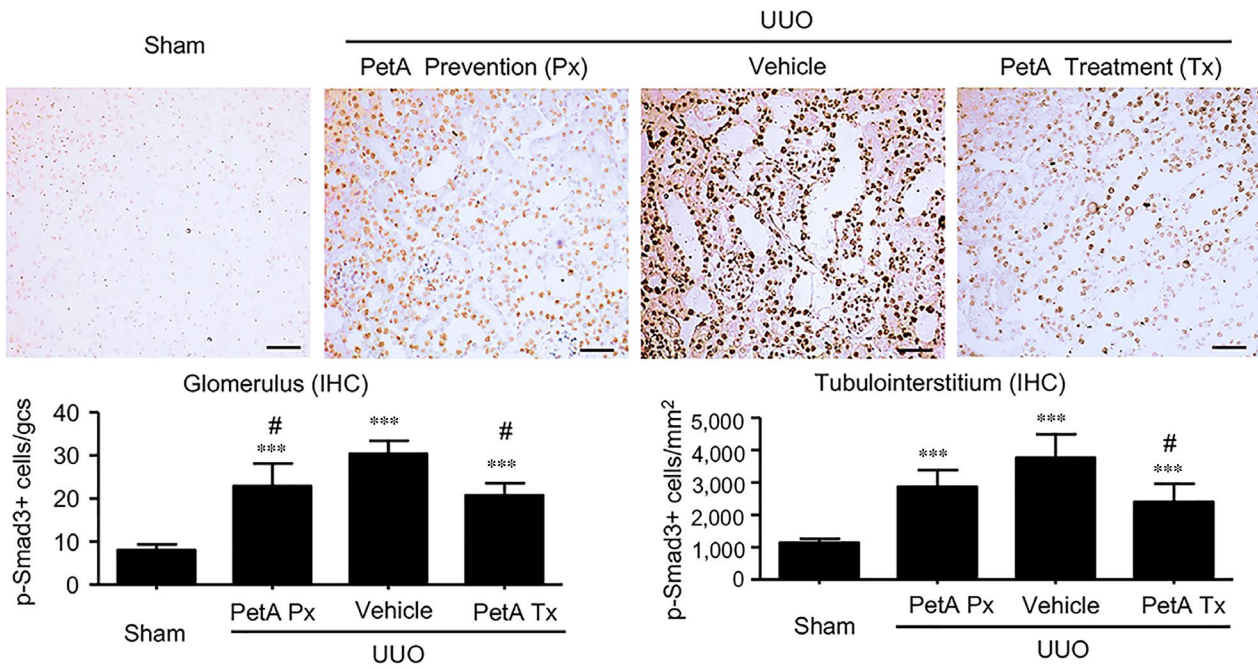 UUO
Sham
PetA Prevention (Px)
Vehicle
PetA Treatment (Tx)
Glomerulus (IHC)
p-Smad3+ cells/gcs
40
30
20
10
0
#
***
***
#
***
Sham
PetA Px
Vehicle
PetA Tx
UUO
Tubulointerstitium (IHC)
p-Smad3+ cells/mm²
5,000
4,000
3,000
2,000
1,000
0
***
***
#
***
Sham
PetA Px
Vehicle
PetA Tx
UUO